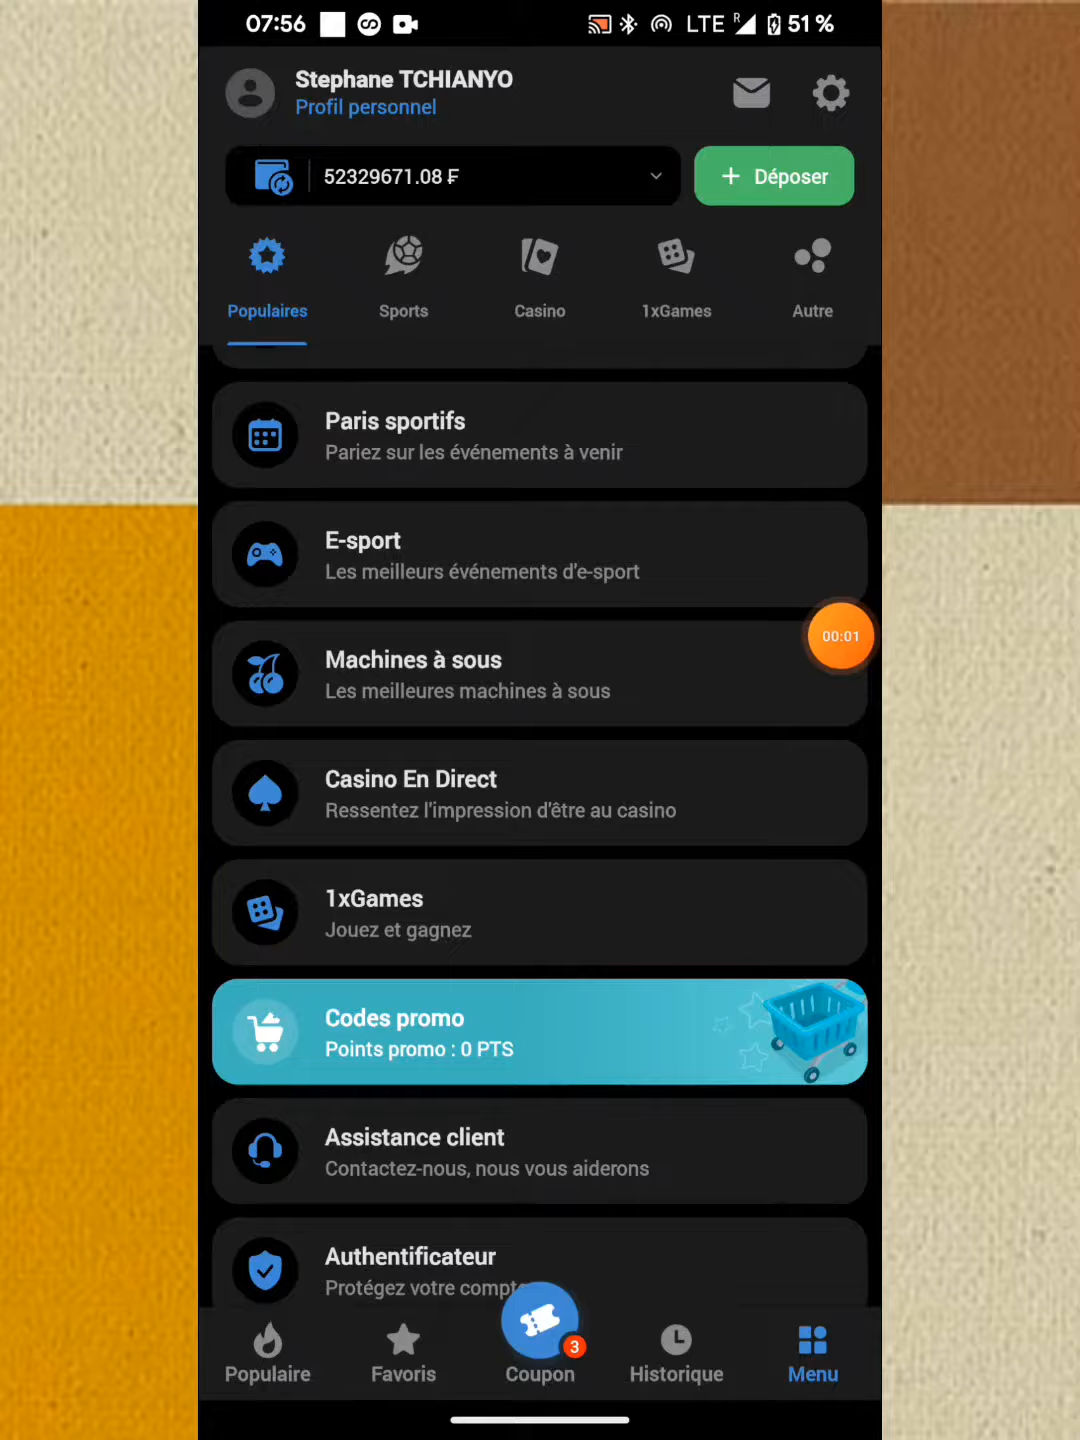 07:56 LTE R 51 %
Stephane TCHIANYO
Profil personnel
52329671.08 ₣
+ Déposer
Populaires Sports Casino 1xGames Autre
Paris sportifs
Pariez sur les événements à venir
E-sport
Les meilleurs événements d'e-sport
00:01
Machines à sous
Les meilleures machines à sous
Casino En Direct
Ressentez l'impression d'être au casino
1xGames
Jouez et gagnez
Codes promo
Points promo : 0 PTS
Assistance client
Contactez-nous, nous vous aiderons
Authentificateur
Protégez votre compte
3
Populaire Favoris Coupon Historique Menu